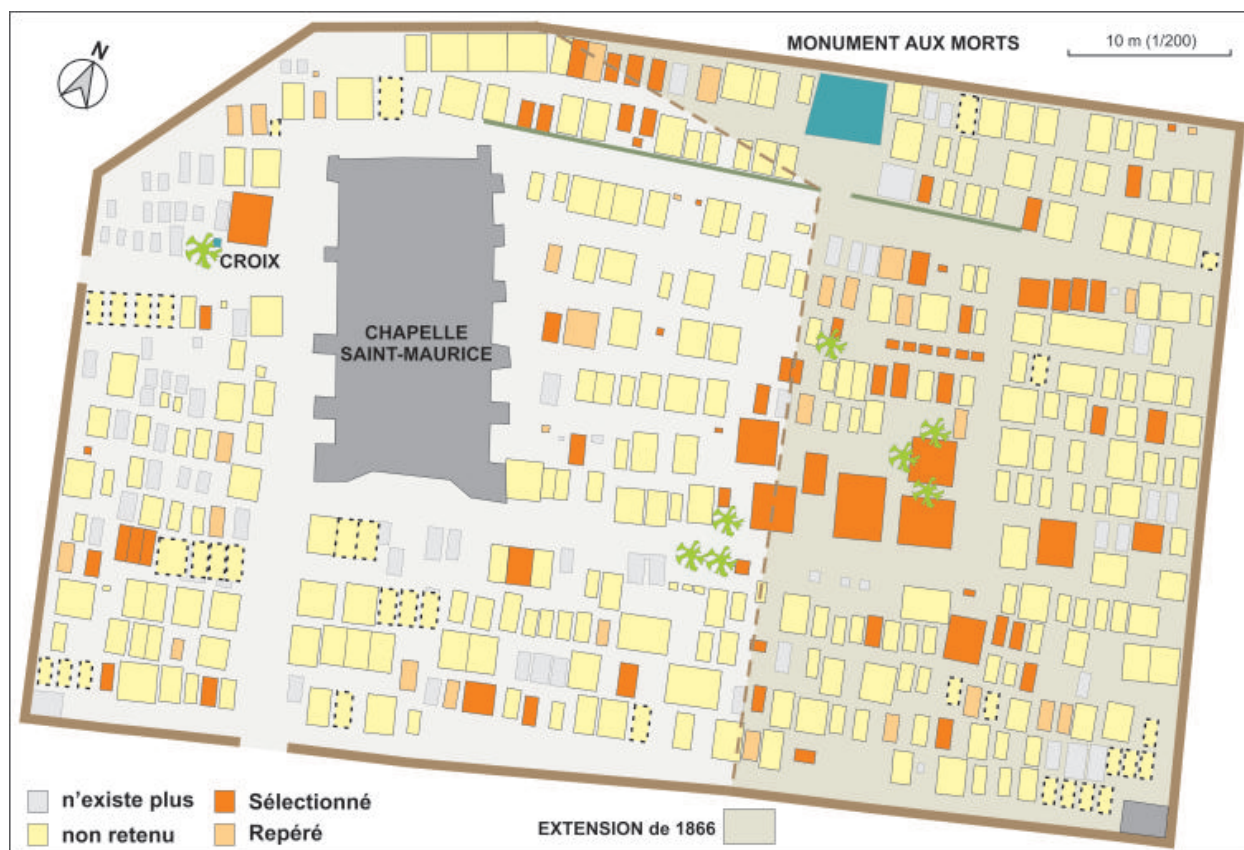 N
MONUMENT AUX MORTS
10 m (1/200)
CROIX
CHAPELLE
SAINT-MAURICE
n'existe plus
Sélectionné
non retenu
Repéré
EXTENSION de 1866